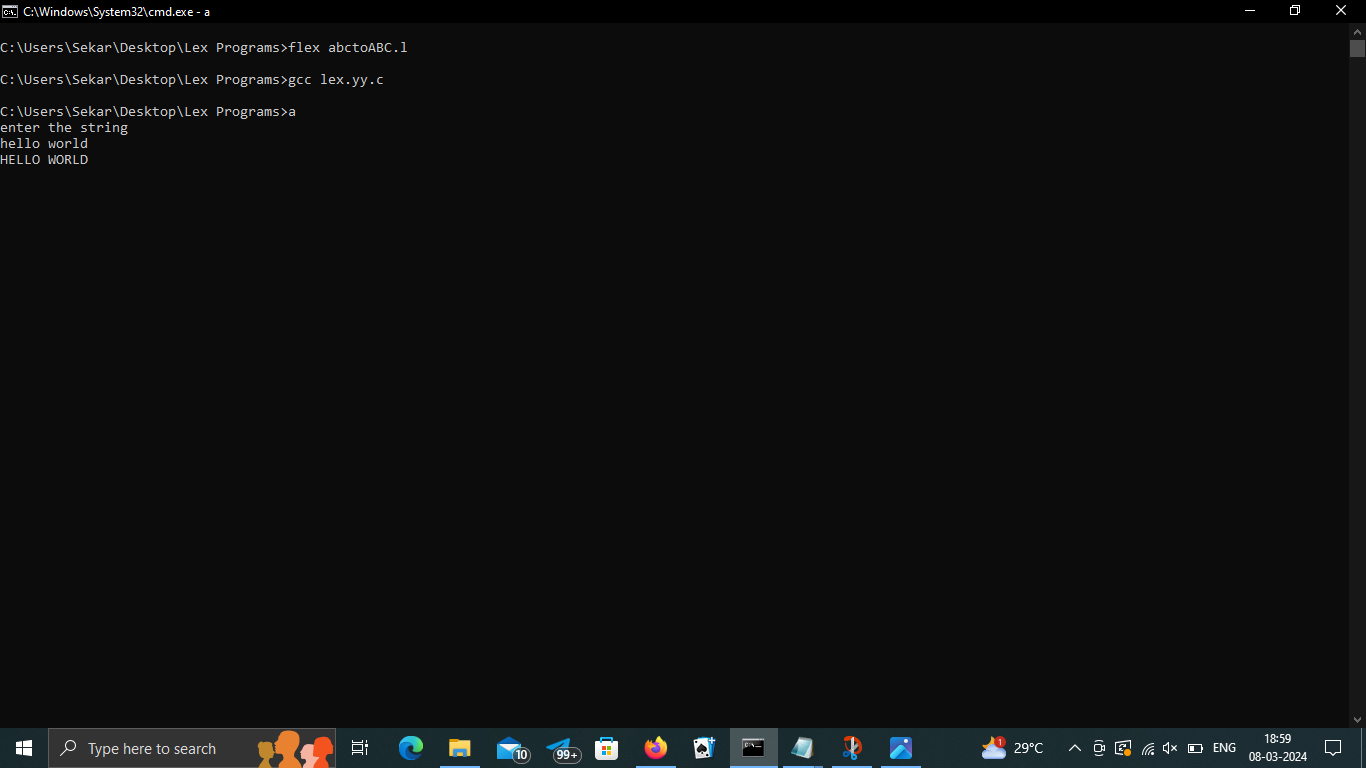 C:\Windows\System32\cmd.exe - a
C:\Users\Sekar\Desktop\Lex Programs>flex abctoABC.l
C:\Users\Sekar\Desktop\Lex Programs>gcc lex.yy.c
C:\Users\Sekar\Desktop\Lex Programs>a
enter the string
hello world
HELLO WORLD
Type here to search
10
99+
1
29°C
ENG
18:59
08-03-2024